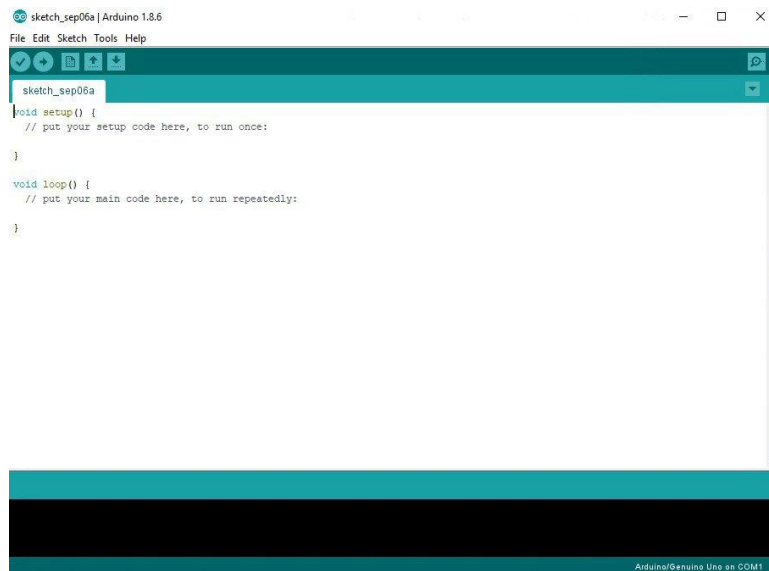 sketch_sep06a | Arduino 1.8.6
File Edit Sketch Tools Help
sketch_sep06a
void setup() {
  // put your setup code here, to run once:
}
void loop() {
  // put your main code here, to run repeatedly:
}
Arduino/Genuino Uno on COM1